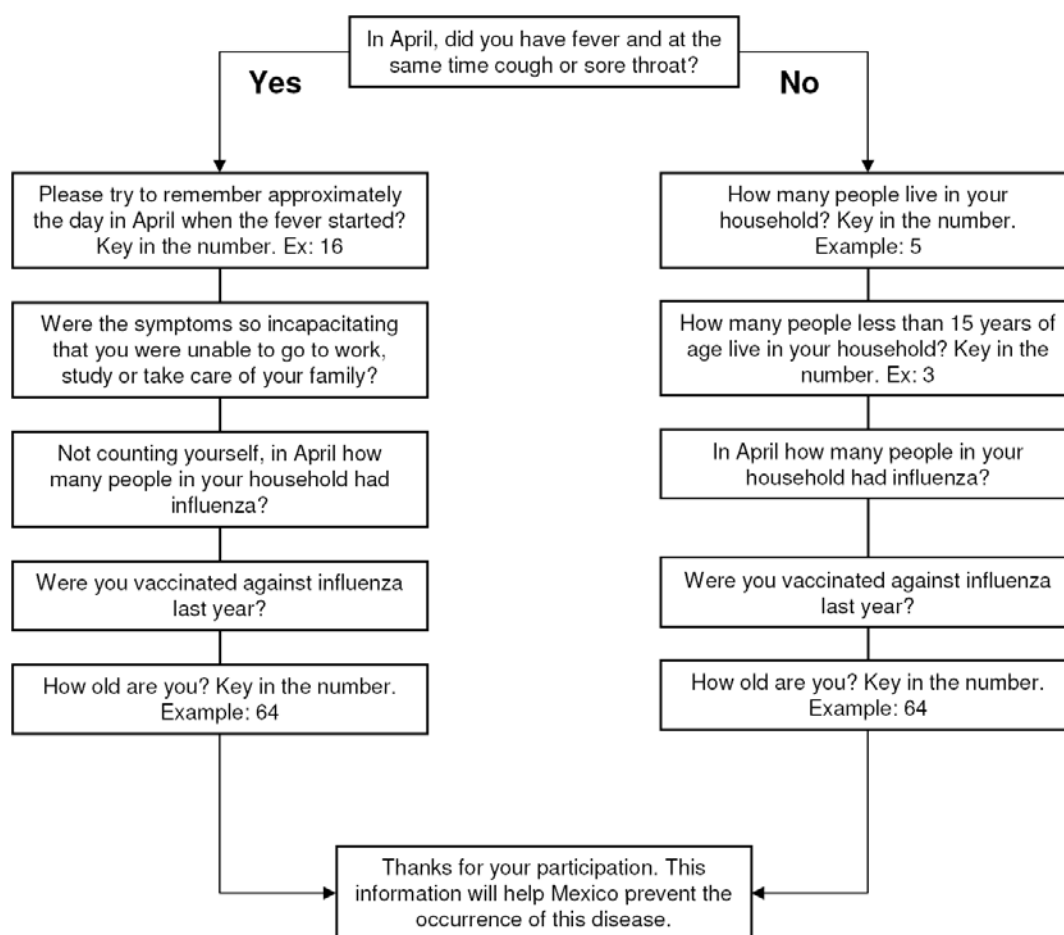 In April, did you have fever and at the
same time cough or sore throat?
Yes
No
Please try to remember approximately
the day in April when the fever started?
Key in the number. Ex: 16
Were the symptoms so incapacitating
that you were unable to go to work,
study or take care of your family?
Not counting yourself, in April how
many people in your household had
influenza?
Were you vaccinated against influenza
last year?
How old are you? Key in the number.
Example: 64
How many people live in your
household? Key in the number.
Example: 5
How many people less than 15 years of
age live in your household? Key in the
number. Ex: 3
In April how many people in your
household had influenza?
Were you vaccinated against influenza
last year?
How old are you? Key in the number.
Example: 64
Thanks for your participation. This
information will help Mexico prevent the
occurrence of this disease.